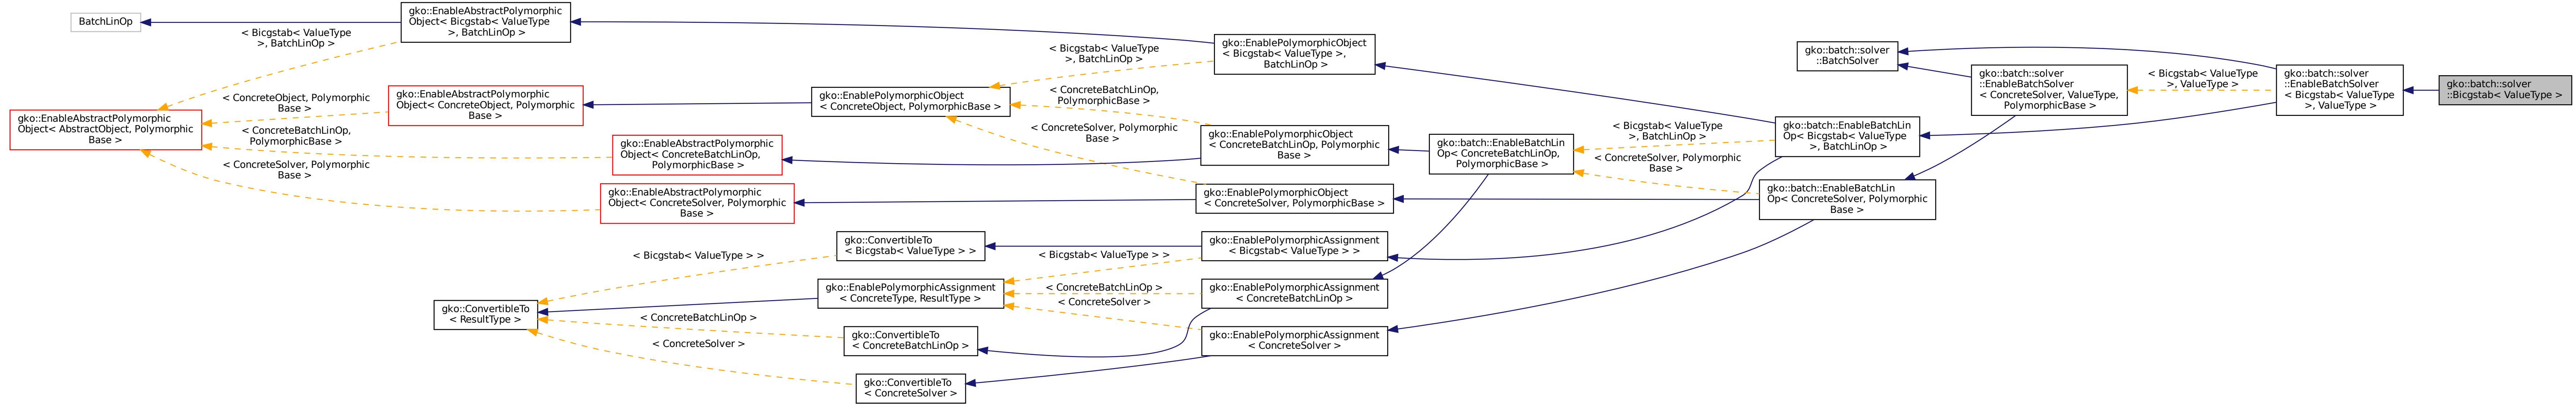 BatchLinOp
gko::EnableAbstractPolymorphic
Object< Bicgstab< ValueType
>, BatchLinOp >
< Bicgstab< ValueType
>, BatchLinOp >
gko::EnableAbstractPolymorphic
Object< AbstractObject, Polymorphic
Base >
< ConcreteObject, Polymorphic
Base >
< ConcreteBatchLinOp,
PolymorphicBase >
< ConcreteSolver, Polymorphic
Base >
gko::EnableAbstractPolymorphic
Object< ConcreteObject, Polymorphic
Base >
gko::EnableAbstractPolymorphic
Object< ConcreteBatchLinOp,
PolymorphicBase >
gko::EnableAbstractPolymorphic
Object< ConcreteSolver, Polymorphic
Base >
gko::EnablePolymorphicObject
< ConcreteObject, PolymorphicBase >
< Bicgstab< ValueType
>, BatchLinOp >
< ConcreteBatchLinOp,
PolymorphicBase >
< ConcreteSolver, Polymorphic
Base >
gko::EnablePolymorphicObject
< Bicgstab< ValueType >,
BatchLinOp >
gko::EnablePolymorphicObject
< ConcreteBatchLinOp, Polymorphic
Base >
gko::EnablePolymorphicObject
< ConcreteSolver, PolymorphicBase >
gko::batch::EnableBatchLin
Op< ConcreteBatchLinOp,
PolymorphicBase >
< Bicgstab< ValueType
>, BatchLinOp >
< ConcreteSolver, Polymorphic
Base >
gko::batch::EnableBatchLin
Op< Bicgstab< ValueType
>, BatchLinOp >
gko::batch::EnableBatchLin
Op< ConcreteSolver, Polymorphic
Base >
gko::batch::solver
::BatchSolver
gko::batch::solver
::EnableBatchSolver
< ConcreteSolver, ValueType,
PolymorphicBase >
< Bicgstab< ValueType
>, ValueType >
gko::batch::solver
::EnableBatchSolver
< Bicgstab< ValueType
>, ValueType >
gko::batch::solver
::Bicgstab< ValueType >
gko::ConvertibleTo
< ResultType >
< Bicgstab< ValueType > >
< ConcreteBatchLinOp >
< ConcreteSolver >
gko::ConvertibleTo
< Bicgstab< ValueType > >
gko::EnablePolymorphicAssignment
< ConcreteType, ResultType >
gko::ConvertibleTo
< ConcreteBatchLinOp >
gko::ConvertibleTo
< ConcreteSolver >
< Bicgstab< ValueType > >
< ConcreteBatchLinOp >
< ConcreteSolver >
gko::EnablePolymorphicAssignment
< Bicgstab< ValueType > >
gko::EnablePolymorphicAssignment
< ConcreteBatchLinOp >
gko::EnablePolymorphicAssignment
< ConcreteSolver >